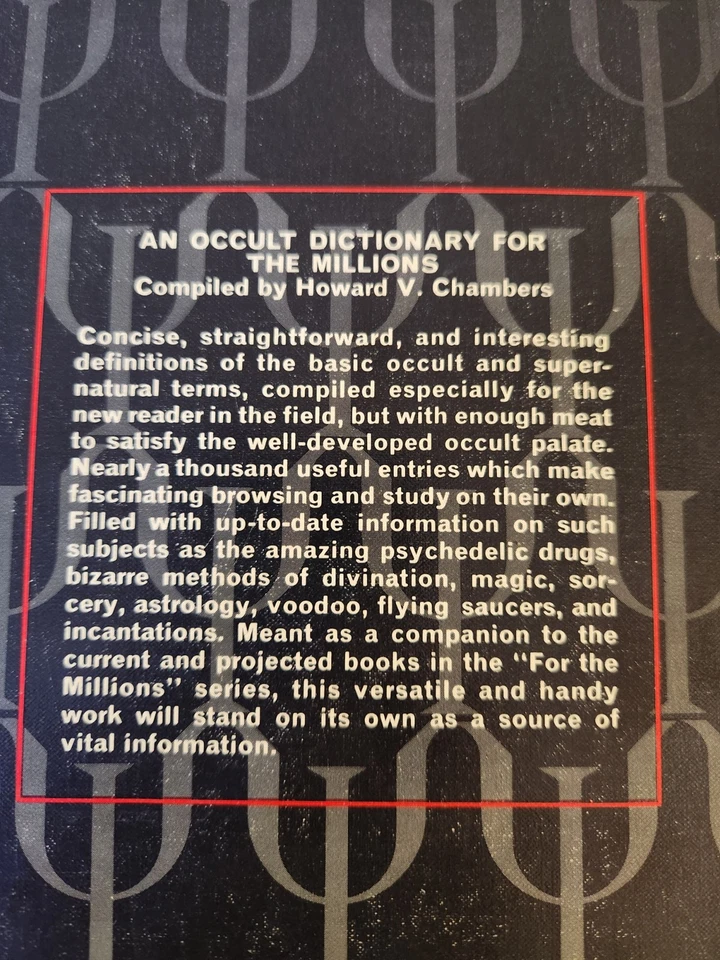 AN OCCULT DICTIONARY FOR
THE MILLIONS
Compiled by Howard V. Chambers
Concise, straightforward, and interesting
definitions of the basic occult and super-
natural terms, compiled especially for the
new reader in the field, but with enough meat
to satisfy the well-developed occult palate.
Nearly a thousand useful entries which make
fascinating browsing and study on their own.
Filled with up-to-date information on such
subjects as the amazing psychedelic drugs,
bizarre methods of divination, magic, sor-
cery, astrology, voodoo, flying saucers, and
incantations. Meant as a companion to the
current and projected books in the “For the
Millions” series, this versatile and handy
work will stand on its own as a source of
vital information.